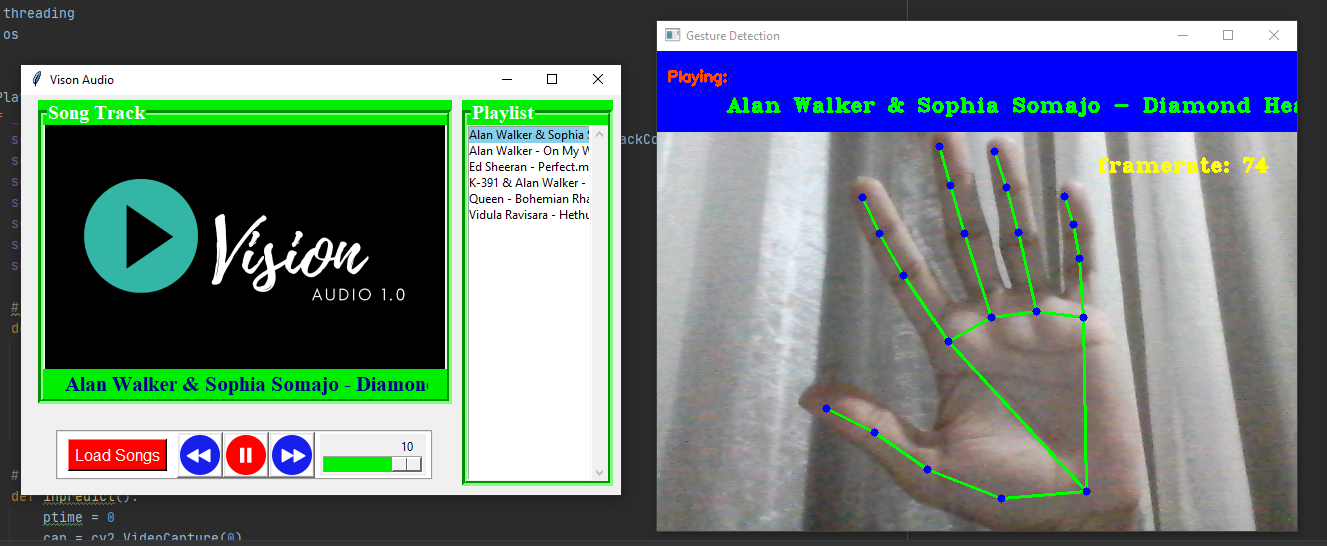 threading
os
Vison Audio
Song Track
Vision
AUDIO 1.0
Alan Walker & Sophia Somajo - Diamon
Load Songs
10
Playlist
Alan Walker & Sophia S
Alan Walker - On My W
Ed Sheeran - Perfect.m
K-391 & Alan Walker -
Queen - Bohemian Rha
Vidula Ravisara - Hethu
ackCo
Gesture Detection
Playing:
Alan Walker & Sophia Somajo - Diamond Hea
framerate: 74
#
de
#
def inpredict():
ptime = 0
cap = cv2.VideoCapture(0)